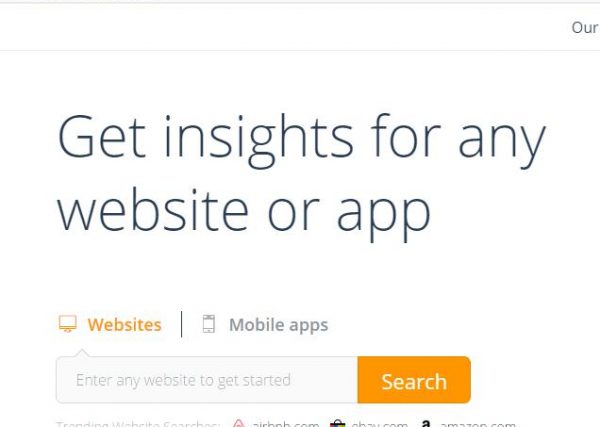 Our
Get insights for any
website or app
Websites
Mobile apps
Enter any website to get started
Search
Trending Website Searches: airbnb.com ebay.com amazon.com